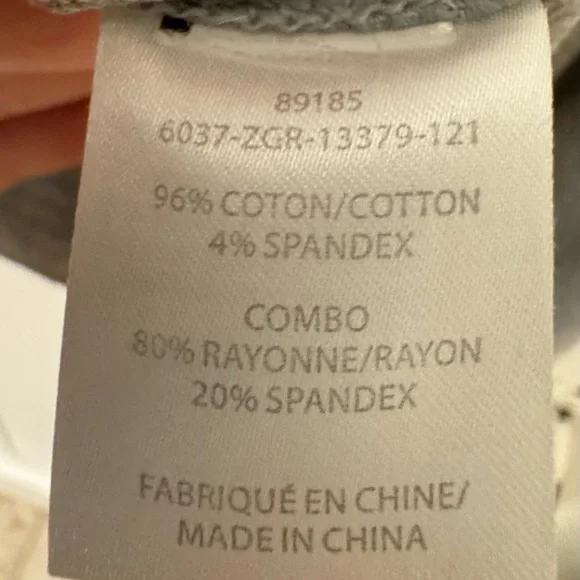 89185
6037-ZGR-13379-121
96% COTON/COTTON
4% SPANDEX
COMBO
80% RAYONNE/RAYON
20% SPANDEX
FABRIQUÉ EN CHINE/
MADE IN CHINA